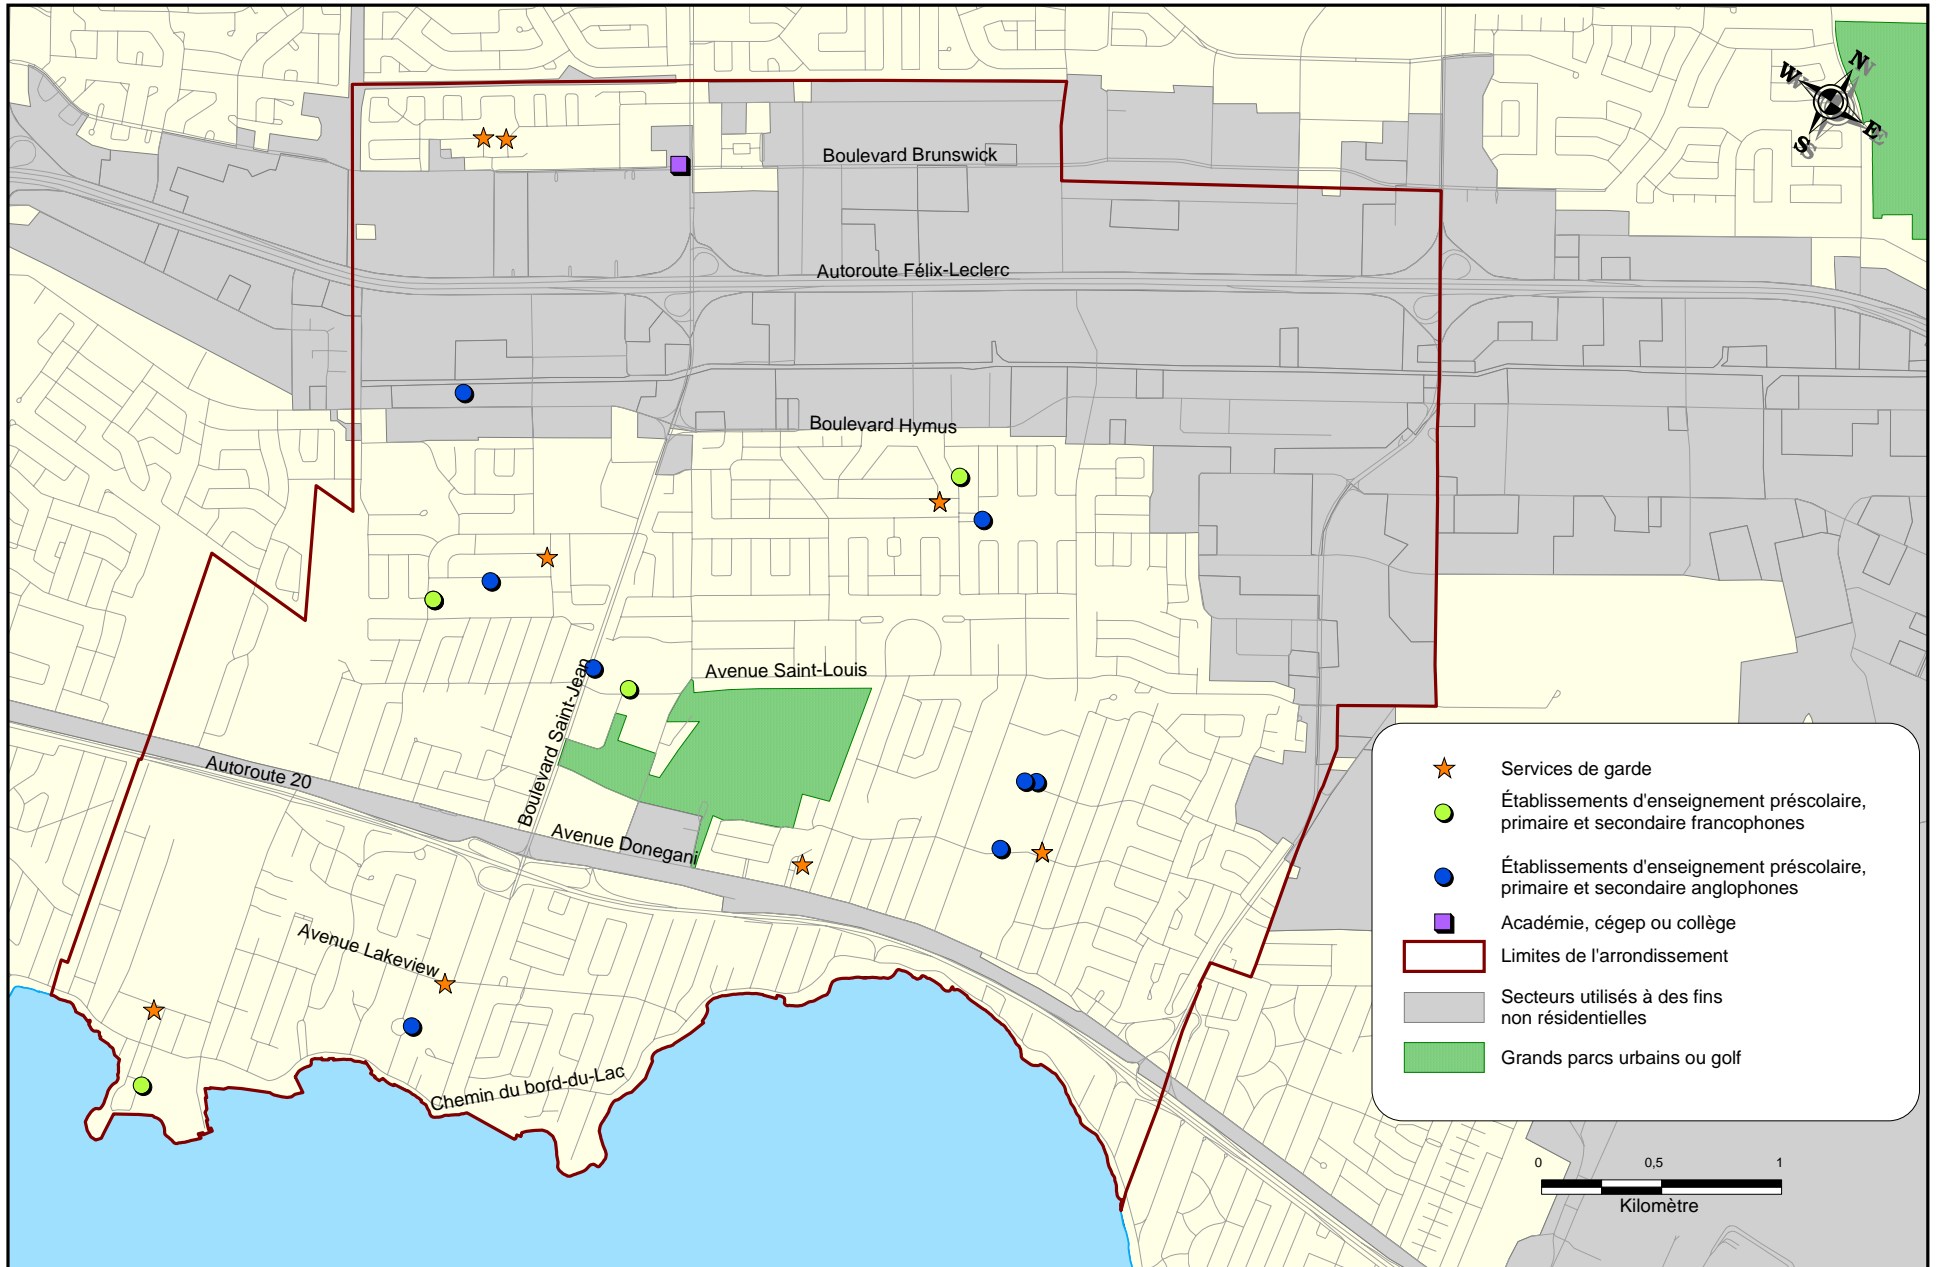 N
W
E
S
Boulevard Brunswick
Autoroute Félix-Leclerc
Boulevard Hymus
Avenue Saint-Louis
Boulevard Saint-Jean
Autoroute 20
Avenue Donegani
Avenue Lakeview
Chemin du bord-du-Lac
Services de garde
Établissements d'enseignement préscolaire,
primaire et secondaire francophones
Établissements d'enseignement préscolaire,
primaire et secondaire anglophones
Académie, cégep ou collège
Limites de l'arrondissement
Secteurs utilisés à des fins
non résidentielles
Grands parcs urbains ou golf
0 0,5 1
Kilomètre